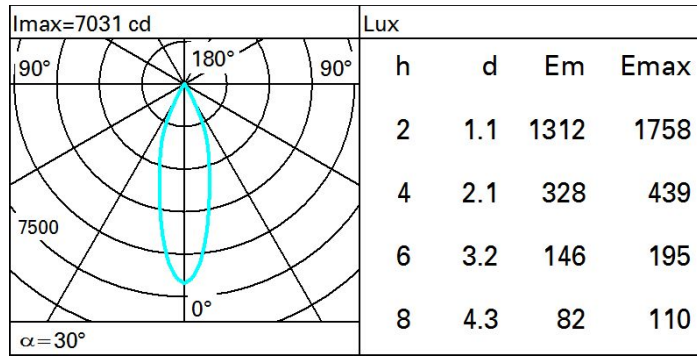 Imax=7031 cd
180°
90° 90°
7500
0°
α=30°
Lux
h d Em Emax
2 1.1 1312 1758
4 2.1 328 439
6 3.2 146 195
8 4.3 82 110